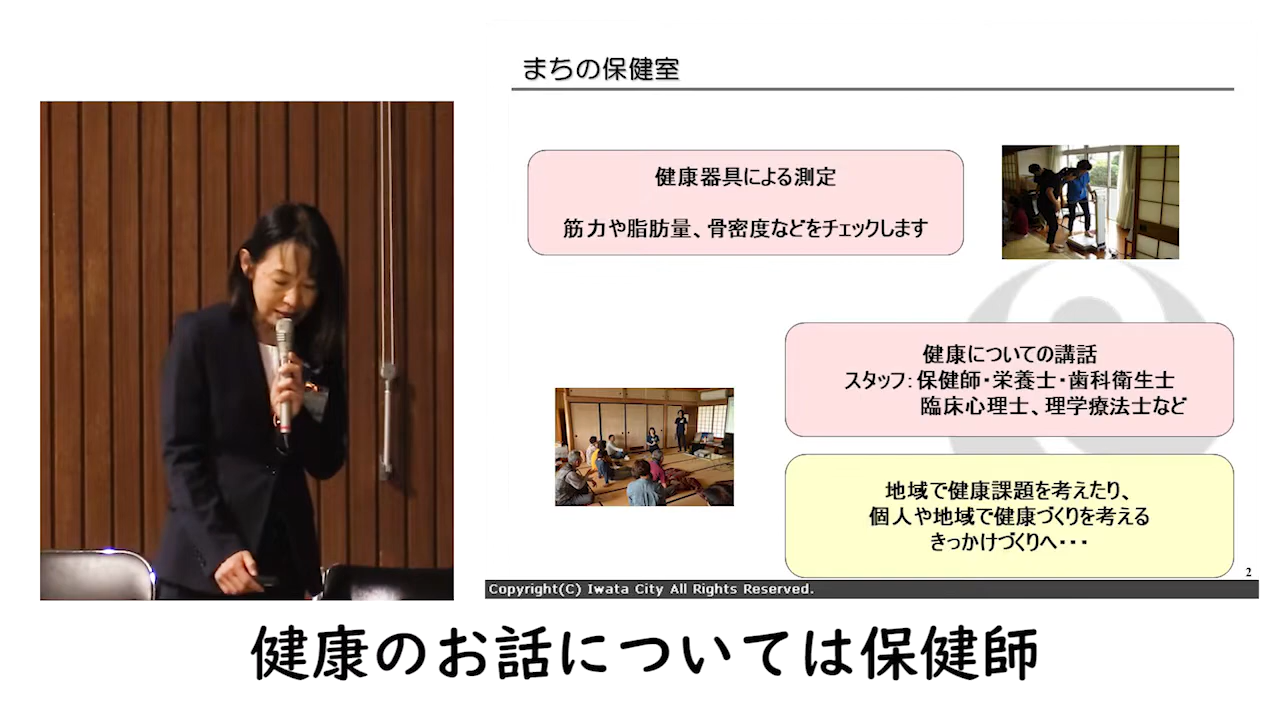 まちの保健室
健康器具による測定
筋力や脂肪量、骨密度などをチェックします
健康についての講話
スタッフ：保健師・栄養士・歯科衛生士
臨床心理士、理学療法士など
地域で健康課題を考えたり、
個人や地域で健康づくりを考える
きっかけづくりへ・・・
2
Copyright(C) Iwata City All Rights Reserved.
健康のお話については保健師